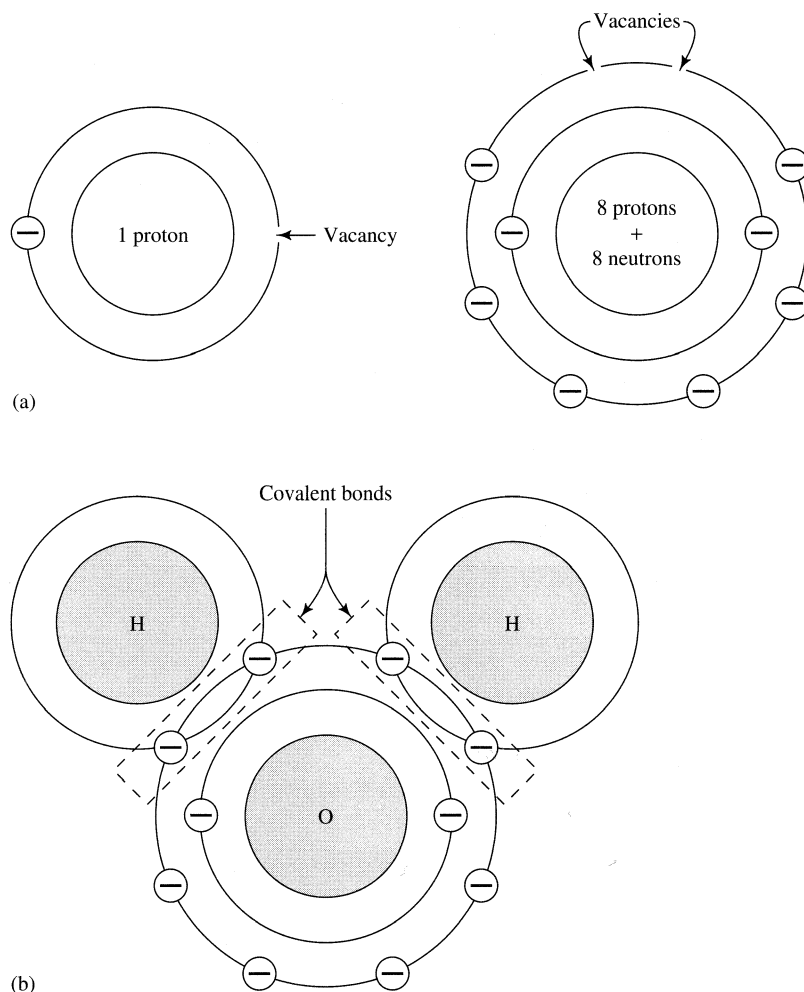 Vacancies
1 proton
Vacancy
8 protons
+
8 neutrons
(a)
Covalent bonds
H
H
O
(b)